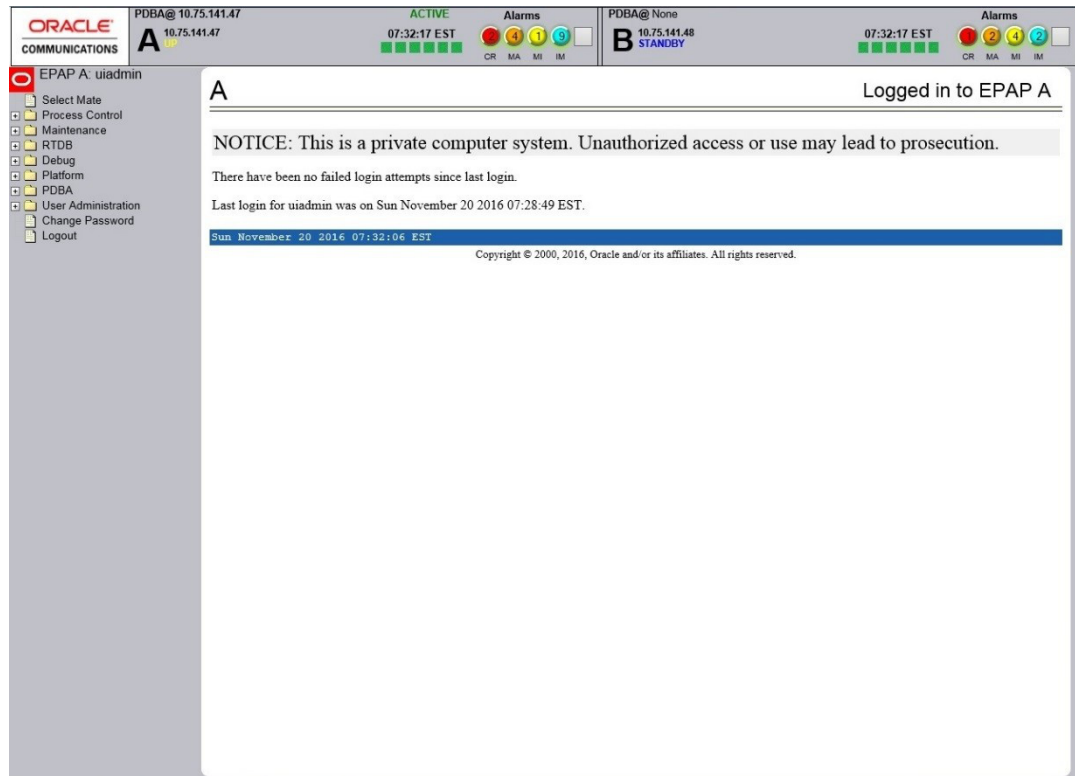 ORACLE
COMMUNICATIONS
PDBA@ 10.75.141.47
ACTIVE
A
10.75.141.47
UP
07:32:17 EST
Alarms
2 4 1 9
CR MA MI IM
PDBA@ None
B
10.75.141.48
STANDBY
07:32:17 EST
Alarms
1 2 4 2
CR MA MI IM
EPAP A: uiadmin
Select Mate
Process Control
Maintenance
RTDB
Debug
Platform
PDBA
User Administration
Change Password
Logout
A
Logged in to EPAP A
NOTICE: This is a private computer system. Unauthorized access or use may lead to prosecution.
There have been no failed login attempts since last login.
Last login for uiadmin was on Sun November 20 2016 07:28:49 EST.
Sun November 20 2016 07:32:06 EST
Copyright © 2000, 2016, Oracle and/or its affiliates. All rights reserved.